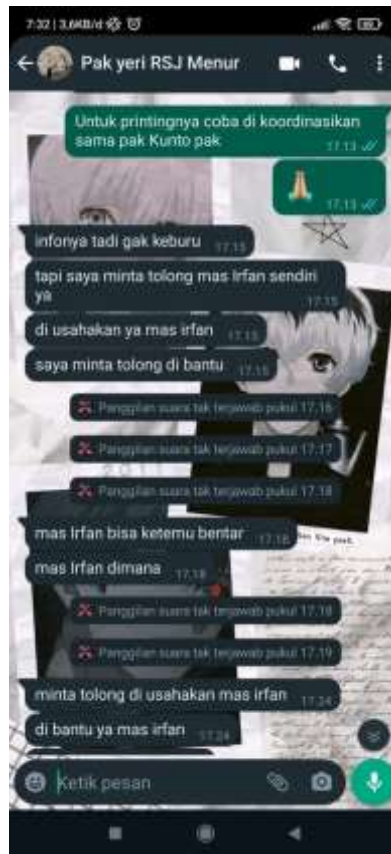 7:32 | 3,6KB/d
Pak yeri RSJ Menur
Untuk printingnya coba di koordinasikan
sama pak Kunto pak
17.13
17.13
infonya tadi gak keburu 17.15
tapi saya minta tolong mas Irfan sendiri
ya 17.15
di usahakan ya mas irfan 17.15
saya minta tolong di bantu 17.15
Panggilan suara tak terjawab pukul 17.16
Panggilan suara tak terjawab pukul 17.17
Panggilan suara tak terjawab pukul 17.18
mas Irfan bisa ketemu bentar 17.18
mas Irfan dimana 17.18
Panggilan suara tak terjawab pukul 17.18
Panggilan suara tak terjawab pukul 17.19
minta tolong di usahakan mas irfan 17.24
di bantu ya mas irfan 17.24
Ketik pesan